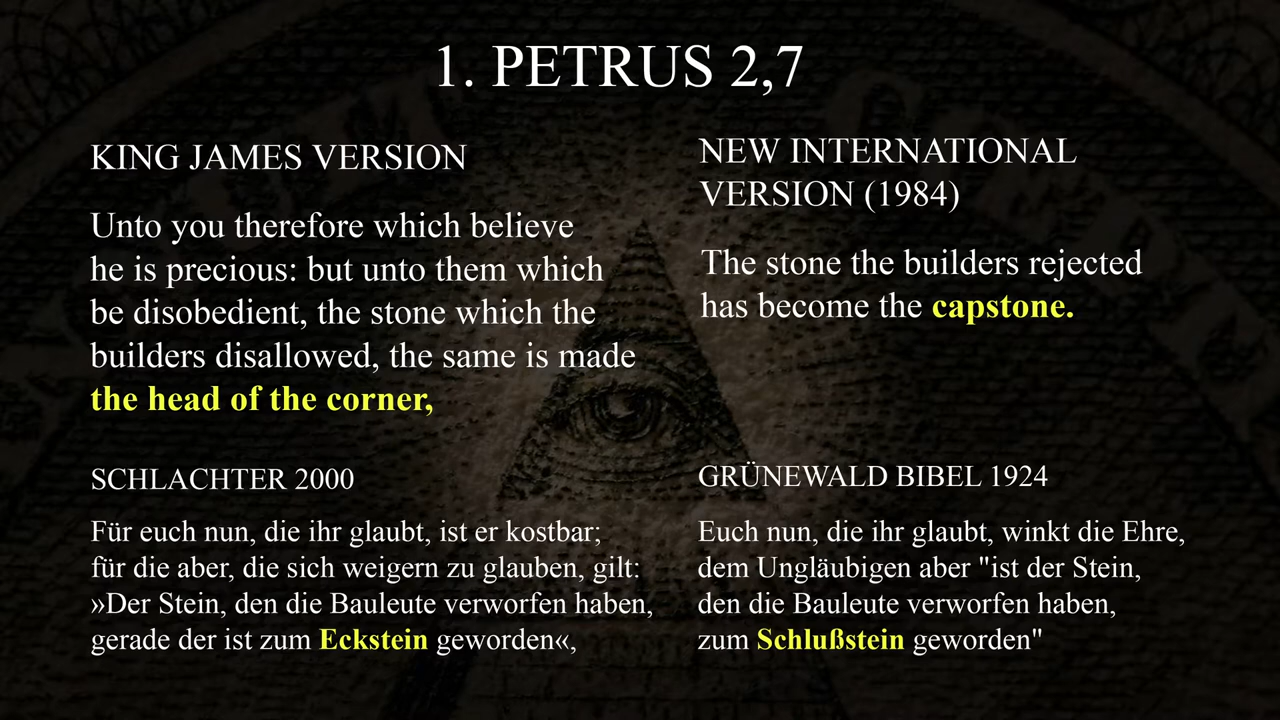 1. PETRUS 2,7
KING JAMES VERSION
Unto you therefore which believe
he is precious: but unto them which
be disobedient, the stone which the
builders disallowed, the same is made
the head of the corner,
NEW INTERNATIONAL
VERSION (1984)
The stone the builders rejected
has become the capstone.
SCHLACHTER 2000
Für euch nun, die ihr glaubt, ist er kostbar;
für die aber, die sich weigern zu glauben, gilt:
»Der Stein, den die Bauleute verworfen haben,
gerade der ist zum Eckstein geworden«,
GRÜNEWALD BIBEL 1924
Euch nun, die ihr glaubt, winkt die Ehre,
dem Ungläubigen aber "ist der Stein,
den die Bauleute verworfen haben,
zum Schlußstein geworden"